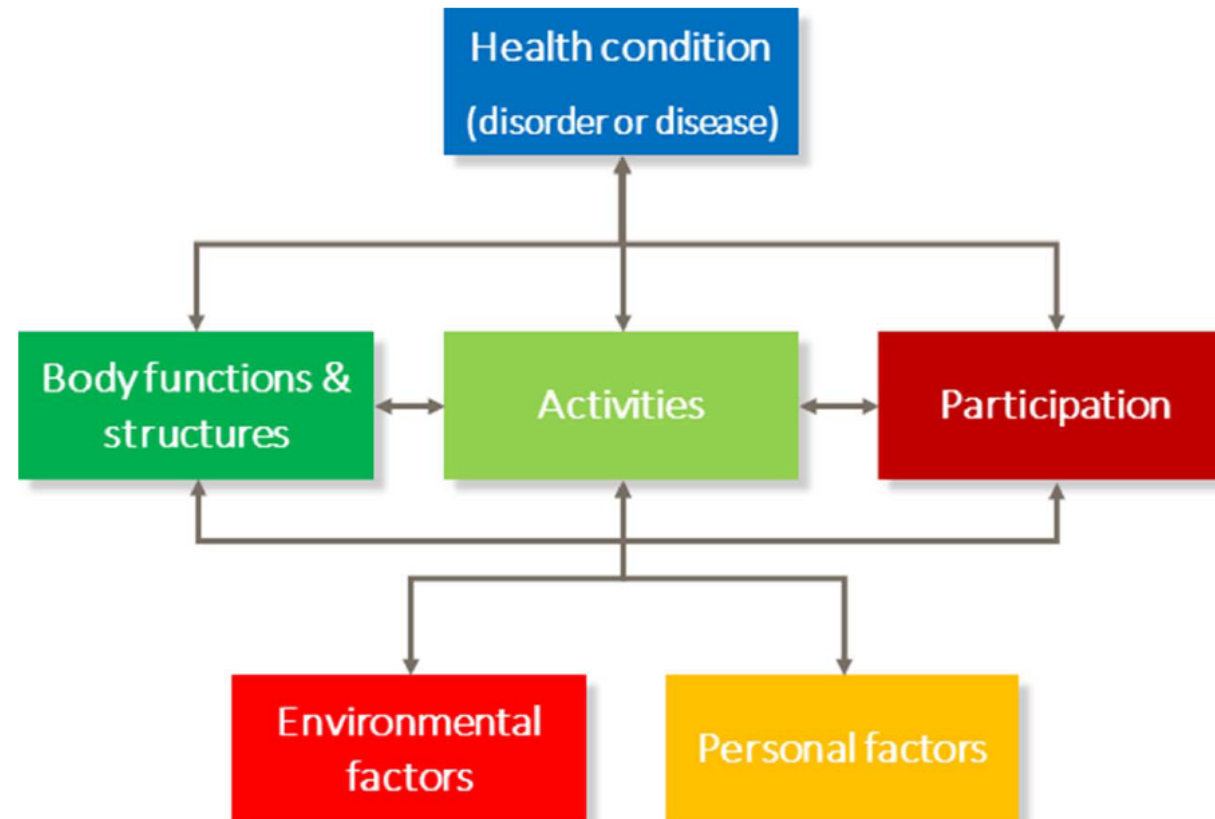 Health condition
(disorder or disease)
Body functions &
structures
Activities
Participation
Environmental
factors
Personal factors